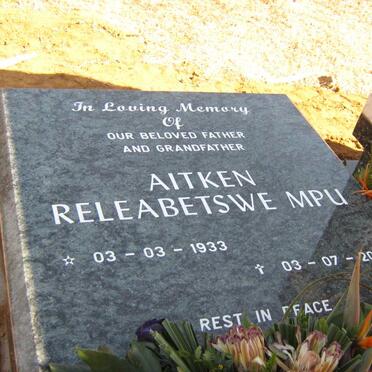 In Loving Memory
Of
OUR BELOVED FATHER
AND GRANDFATHER
AITKEN
RELEABETSWE MPU
03 - 03 - 1933
03 - 07 - 20
REST IN PEACE